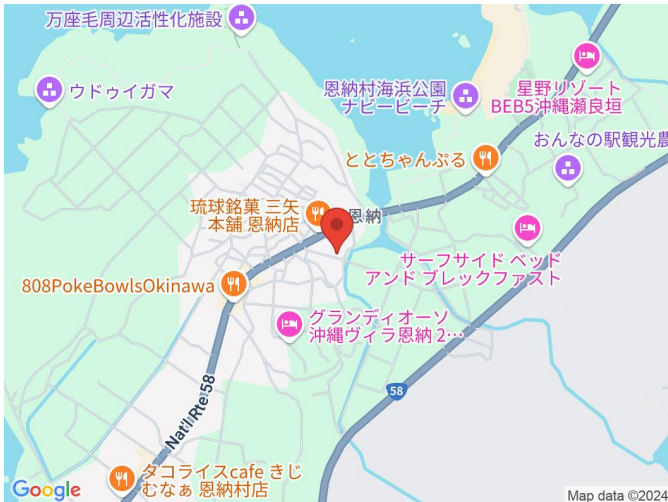 万座毛周辺活性化施設
ウドゥイガマ
恩納村海浜公園
ナビービーチ
星野リゾート
BEB5沖縄瀬良垣
ととちゃんぷる
おんなの駅観光農
琉球銘菓 三矢
本舗 恩納店
恩納
サーフサイド ベッド
アンド ブレックファスト
808PokeBowlsOkinawa
グランディオーソ
沖縄ヴィラ恩納 2…
58
Nat'l Rte 58
タコライスcafe きじ
むなぁ 恩納村店
Google
Map data ©2024